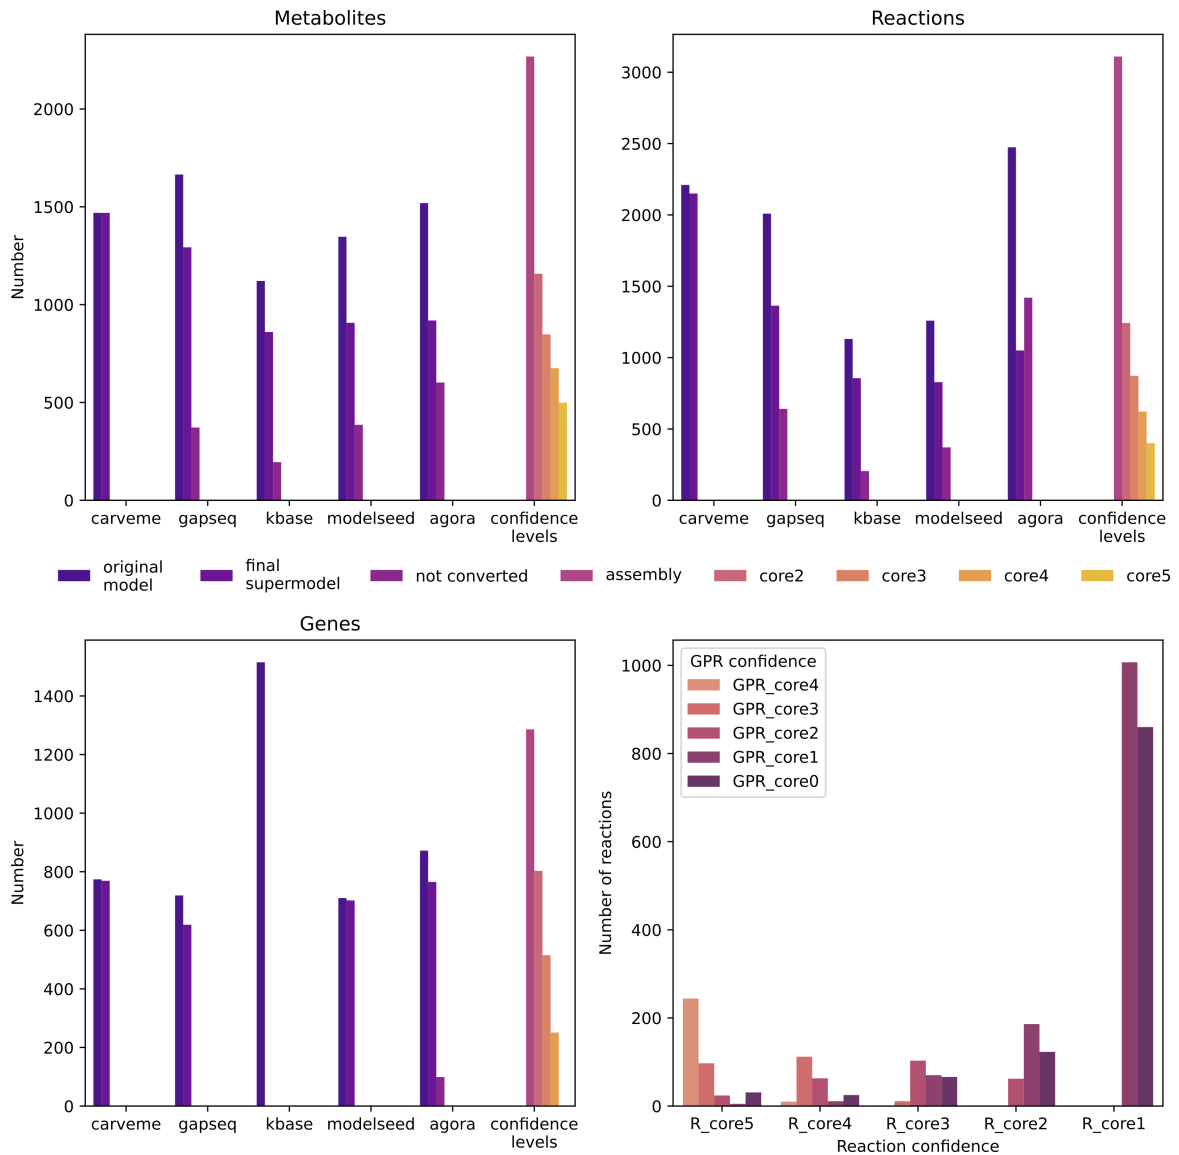 Metabolites
Number
2000
1500
1000
500
0
carveme gapseq kbase modelseed agora confidence
levels
Reactions
3000
2500
2000
1500
1000
500
0
carveme gapseq kbase modelseed agora confidence
levels
original
model
final
supermodel
not converted
assembly
core2
core3
core4
core5
Genes
Number
1400
1200
1000
800
600
400
200
0
carveme gapseq kbase modelseed agora confidence
levels
Number of reactions
1000
800
600
400
200
0
GPR confidence
GPR_core4
GPR_core3
GPR_core2
GPR_core1
GPR_core0
R_core5 R_core4 R_core3 R_core2 R_core1
Reaction confidence